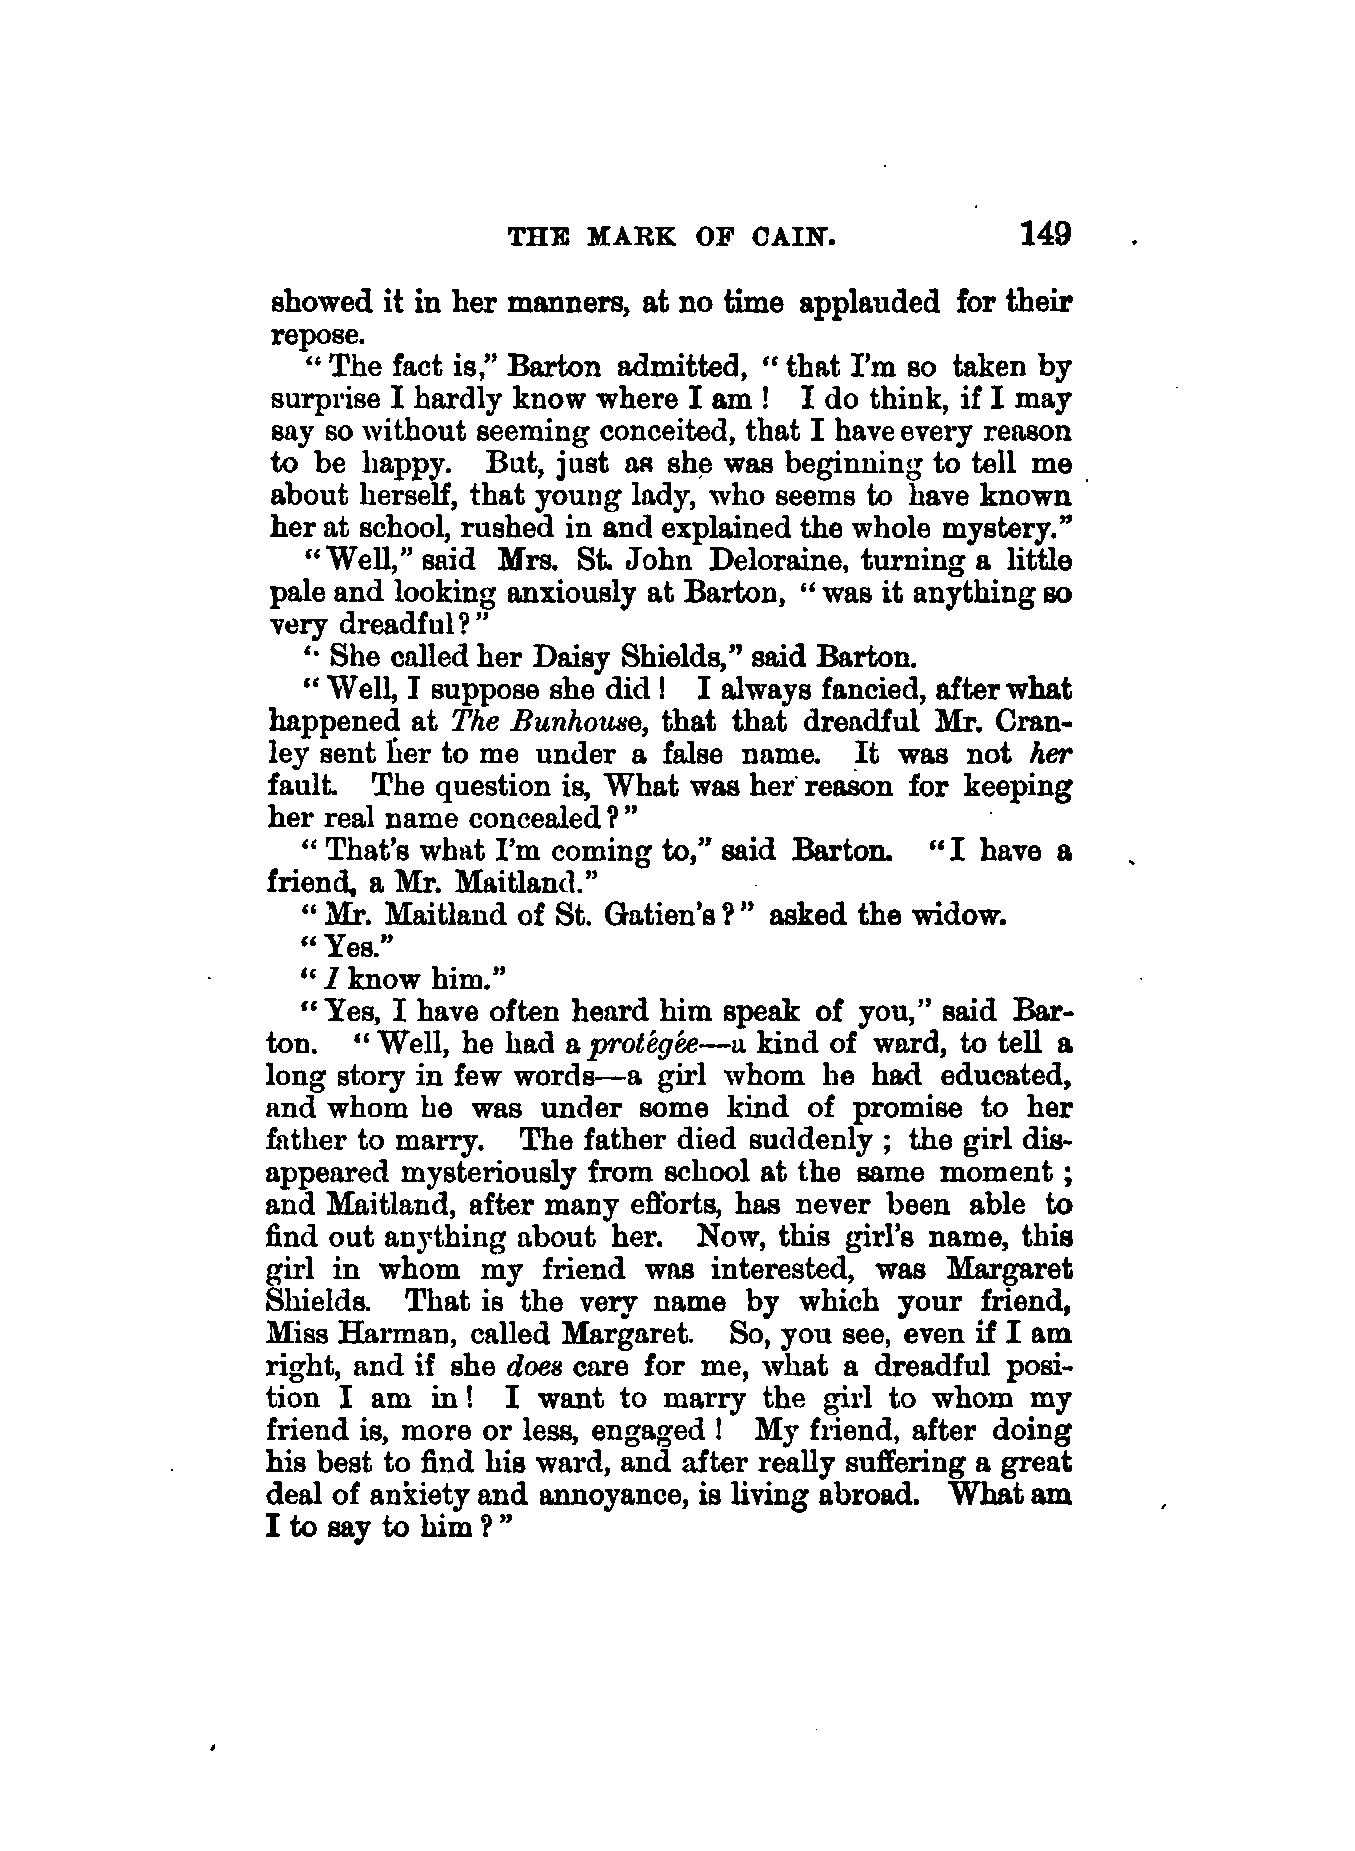 THE MARK OF CAIN. 149
showed it in her manners, at no time applauded for their
repose.
“ The fact is,” Barton admitted, “ that I’m so taken by
surprise I hardly know where I am ! I do think, if I may
say so without seeming conceited, that I have every reason
to be happy. But, just as she was beginning to tell me
about herself, that young lady, who seems to have known
her at school, rushed in and explained the whole mystery.”
“ Well,” said Mrs. St. John Deloraine, turning a little
pale and looking anxiously at Barton, “ was it anything so
very dreadful ? ”
“ She called her Daisy Shields,” said Barton.
“ Well, I suppose she did ! I always fancied, after what
happened at The Bunhouse, that that dreadful Mr. Cran-
ley sent her to me under a false name. It was not her
fault. The question is, What was her reason for keeping
her real name concealed ? ”
“ That’s what I’m coming to,” said Barton. “ I have a
friend, a Mr. Maitland.”
“ Mr. Maitland of St. Gatien’s ? ” asked the widow.
“ Yes.”
“ I know him.”
“ Yes, I have often heard him speak of you,” said Bar-
ton. “ Well, he had a protégée—a kind of ward, to tell a
long story in few words—a girl whom he had educated,
and whom he was under some kind of promise to her
father to marry. The father died suddenly ; the girl dis-
appeared mysteriously from school at the same moment ;
and Maitland, after many efforts, has never been able to
find out anything about her. Now, this girl’s name, this
girl in whom my friend was interested, was Margaret
Shields. That is the very name by which your friend,
Miss Harman, called Margaret. So, you see, even if I am
right, and if she does care for me, what a dreadful posi-
tion I am in ! I want to marry the girl to whom my
friend is, more or less, engaged ! My friend, after doing
his best to find his ward, and after really suffering a great
deal of anxiety and annoyance, is living abroad. What am
I to say to him ? ”